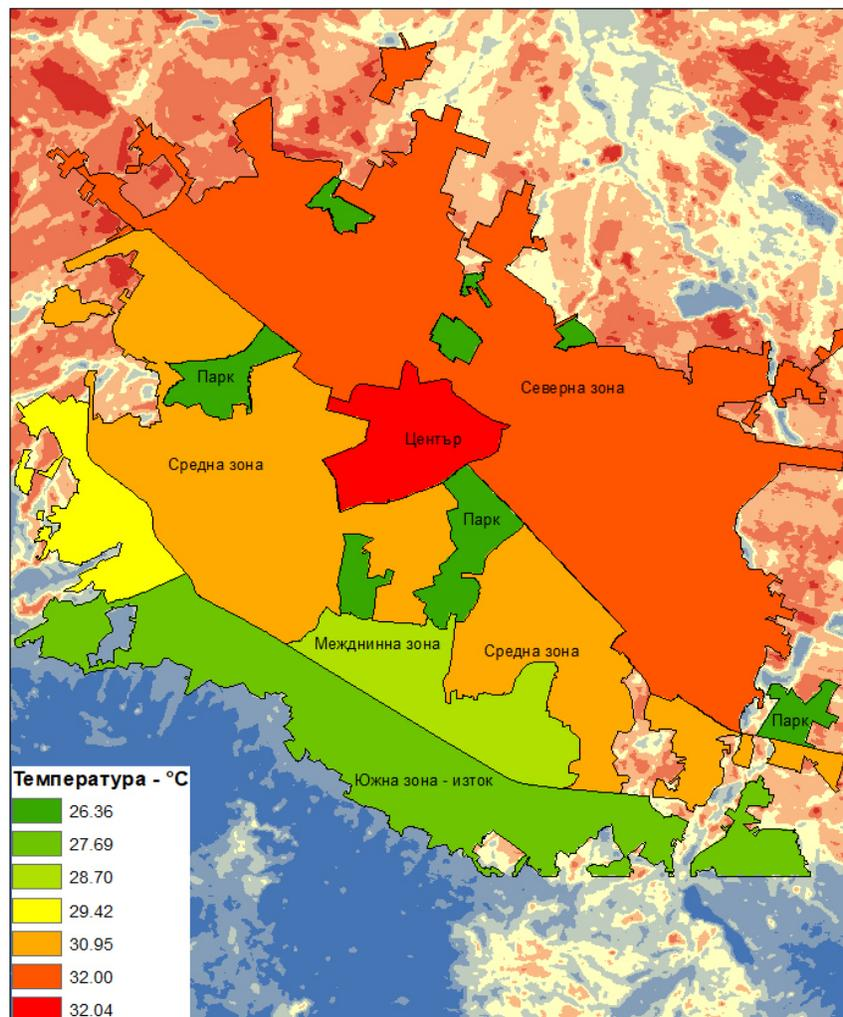 Северна зона
Парк
Център
Средна зона
Парк
Междинна зона
Средна зона
Парк
Южна зона - изток
Температура - °C
26.36
27.69
28.70
29.42
30.95
32.00
32.04